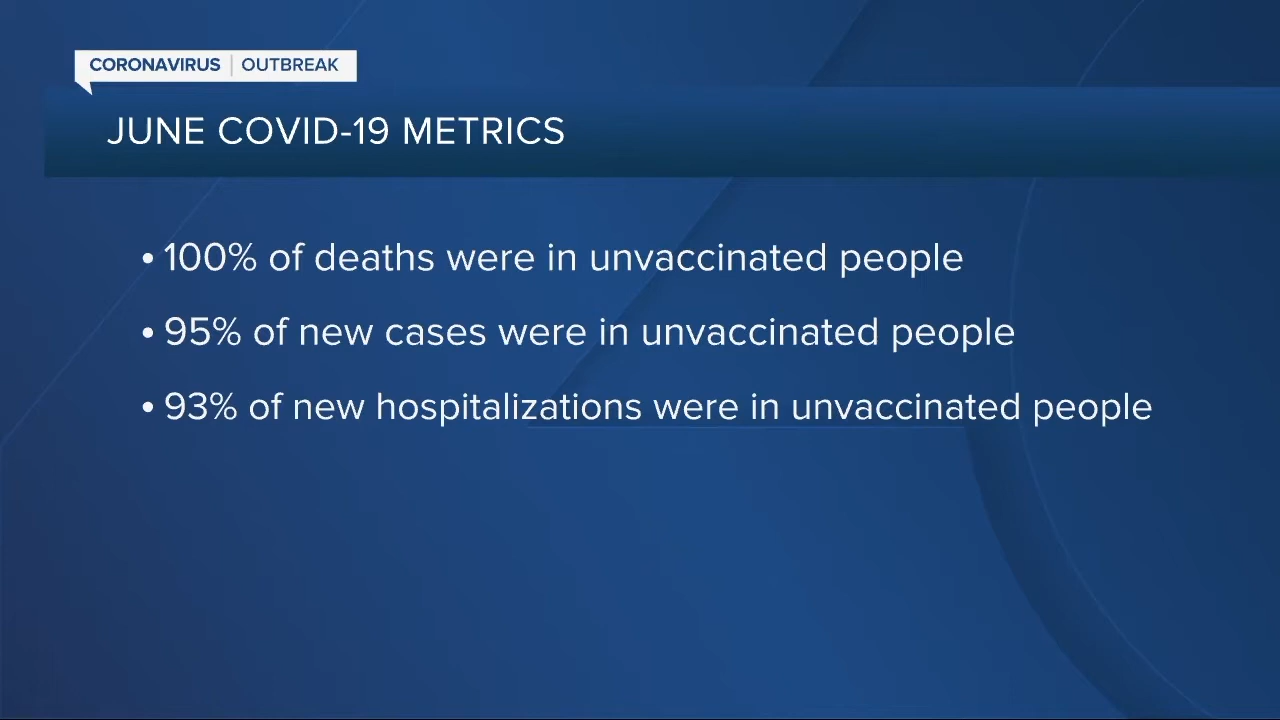 CORONAVIRUS | OUTBREAK
JUNE COVID-19 METRICS
• 100% of deaths were in unvaccinated people
• 95% of new cases were in unvaccinated people
• 93% of new hospitalizations were in unvaccinated people